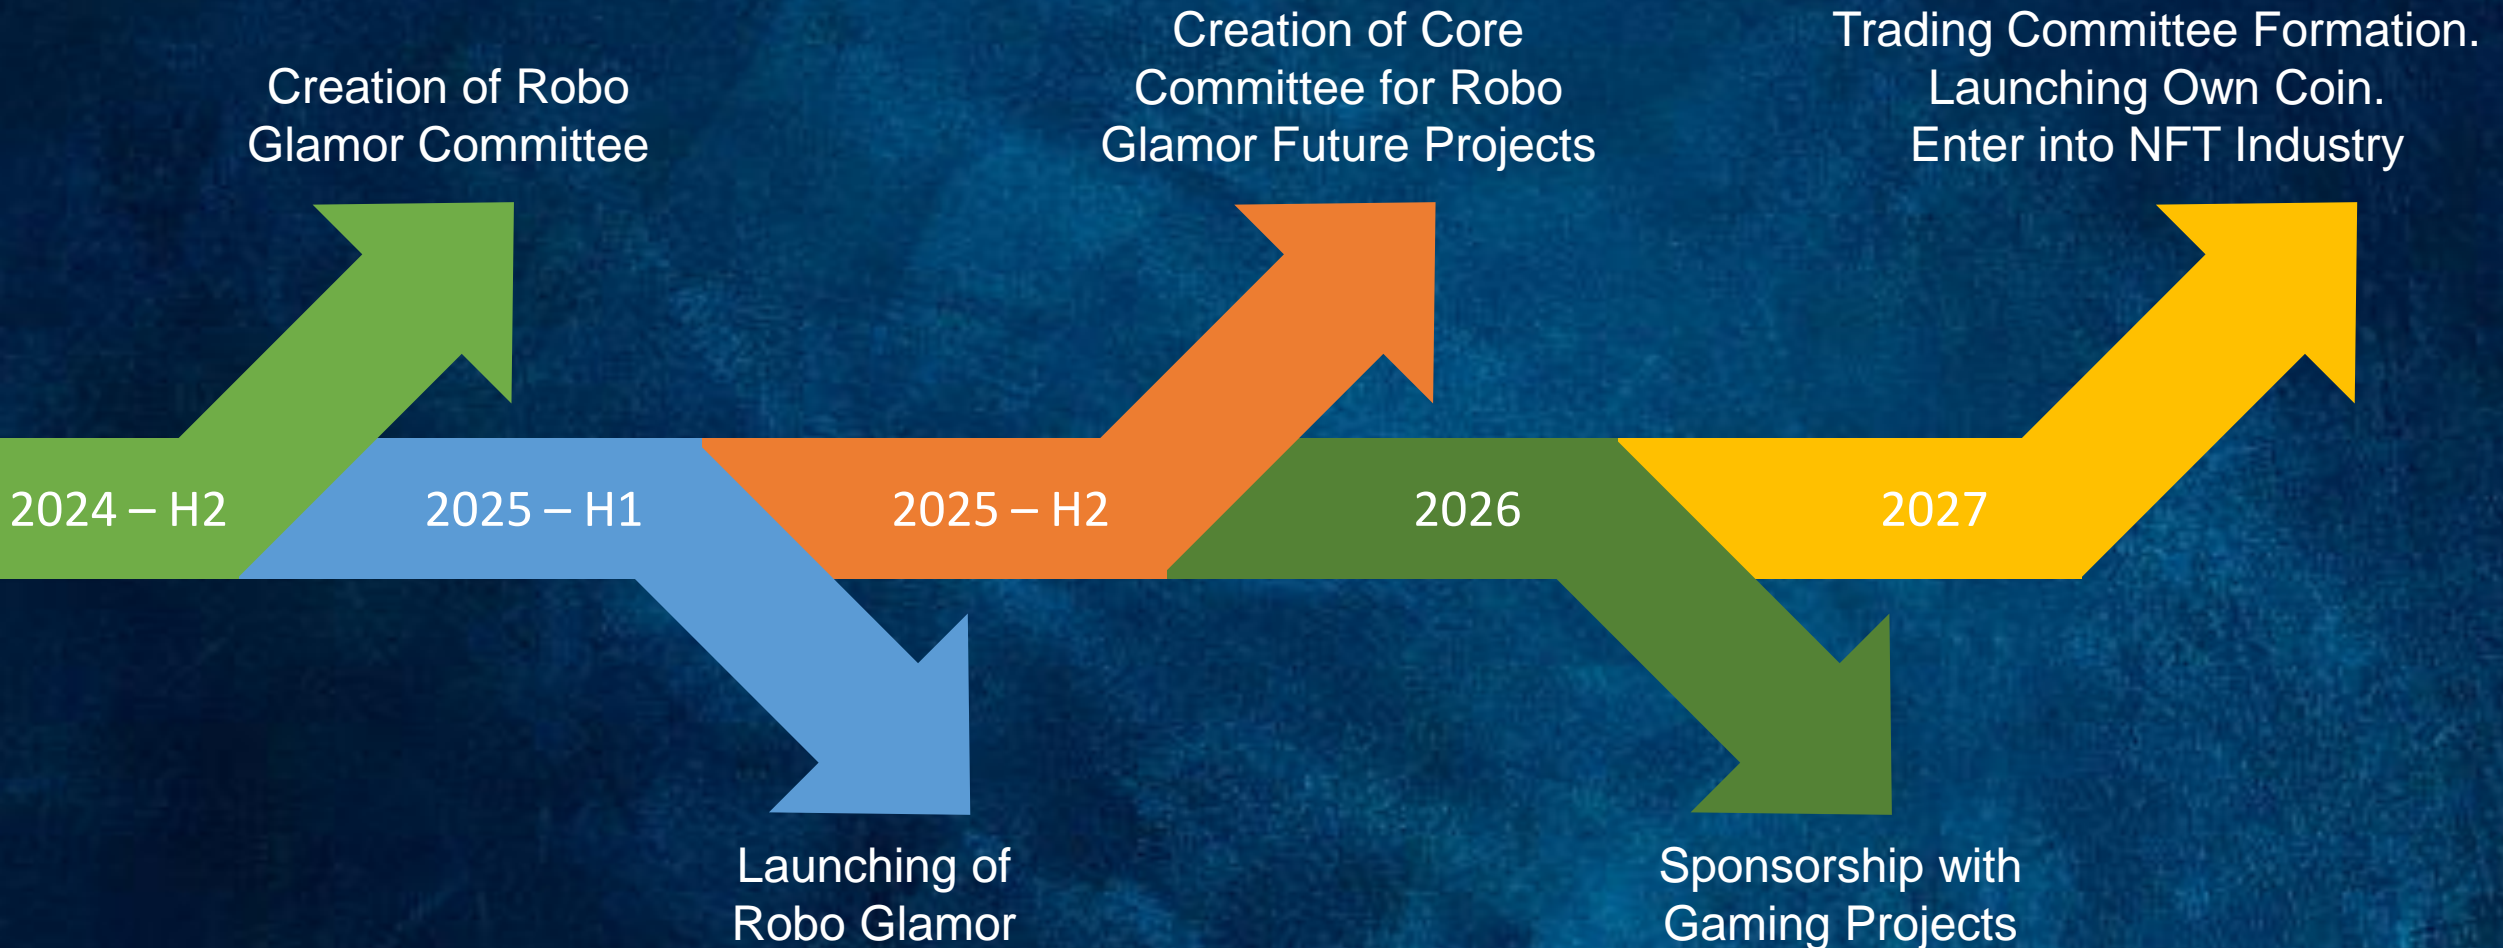 Creation of Robo
Glamor Committee
Creation of Core
Committee for Robo
Glamor Future Projects
Trading Committee Formation.
Launching Own Coin.
Enter into NFT Industry
2024 – H2
2025 – H1
2025 – H2
2026
2027
Launching of
Robo Glamor
Sponsorship with
Gaming Projects